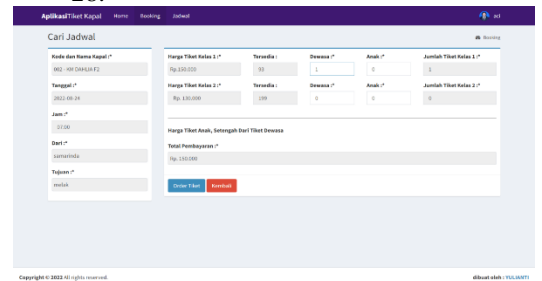 AplikasiTiket Kapal Home Booking Jadwal aci
Cari Jadwal
Booking
Kode dan Nama Kapal :*
002 - KM DAHLIA F2
Tanggal :*
2022-08-24
Jam :*
07:00
Dari :*
samarinda
Tujuan :*
melak
Harga Tiket Kelas 1 :* Tersedia : Dewasa :* Anak :* Jumlah Tiket Kelas 1 :*
Rp.250.000 93 1 0 1
Harga Tiket Kelas 2 :* Tersedia : Dewasa :* Anak :* Jumlah Tiket Kelas 2 :*
Rp. 150.000 199 0 0 0
Harga Tiket Anak, Setengah Dari Tiket Dewasa
Total Pembayaran :*
Rp. 250.000
Order Tiket Kembali
Copyright © 2022 All rights reserved.
dibuat oleh : YULIANTI